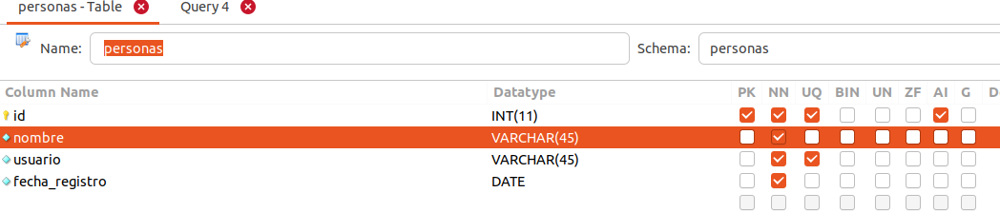 personas - Table Query 4
Name: personas Schema: personas
Column Name Datatype PK NN UQ BIN UN ZF AI G
id INT(11)
nombre VARCHAR(45)
usuario VARCHAR(45)
fecha_registro DATE